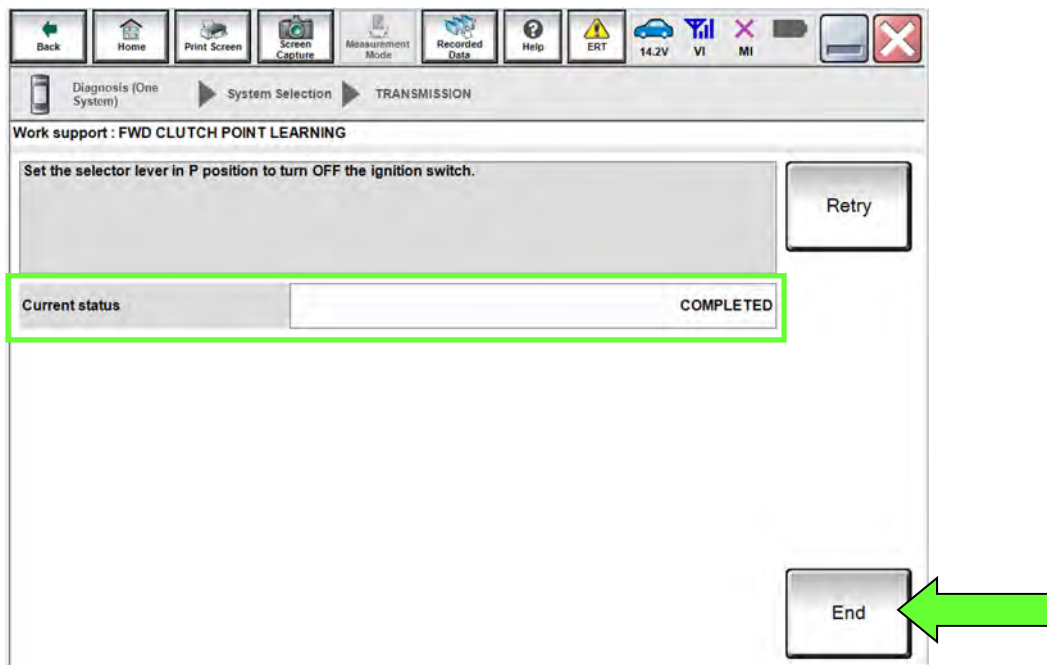 Back
Home
Print Screen
Screen
Capture
Measurement
Mode
Recorded
Data
Help
ERT
14.2V
VI
MI
Diagnosis (One
System)
System Selection
TRANSMISSION
Work support : FWD CLUTCH POINT LEARNING
Set the selector lever in P position to turn OFF the ignition switch.
Retry
Current status
COMPLETED
End